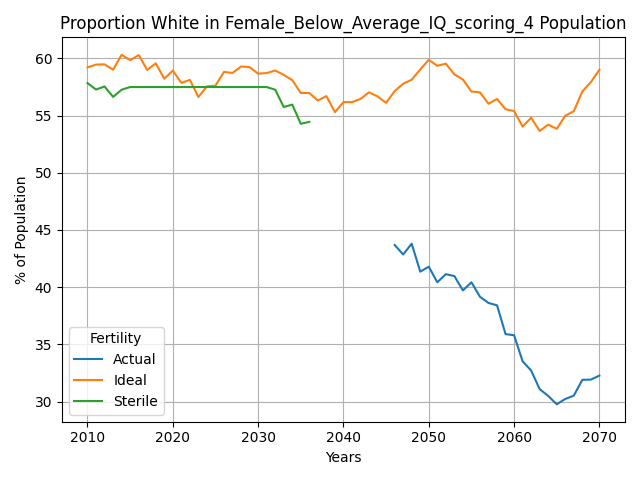 Proportion White in Female_Below_Average_IQ_scoring_4 Population
% of Population
60
55
50
45
40
35
30
Fertility
Actual
Ideal
Sterile
2010 2020 2030 2040 2050 2060 2070
Years